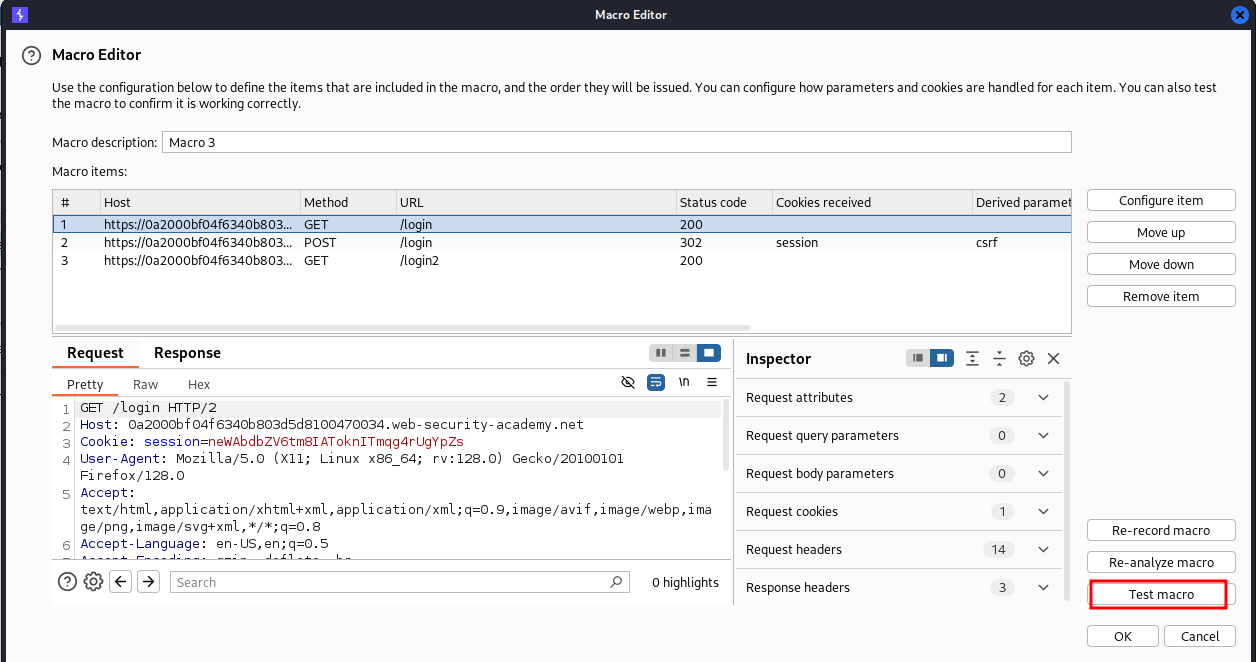 Macro Editor
Macro Editor
Use the configuration below to define the items that are included in the macro, and the order they will be issued. You can configure how parameters and cookies are handled for each item. You can also test
the macro to confirm it is working correctly.
Macro description: Macro 3
Macro items:
# Host Method URL Status code Cookies received Derived paramet
1 https://0a2000bf04f6340b803... GET /login 200
2 https://0a2000bf04f6340b803... POST /login 302 session csrf
3 https://0a2000bf04f6340b803... GET /login2 200
Configure item
Move up
Move down
Remove item
Request Response
Pretty Raw Hex
\n
1 GET /login HTTP/2
2 Host: 0a2000bf04f6340b803d5d8100470034.web-security-academy.net
3 Cookie: session=neWAbdbZV6tm8IAToknITmqg4rUgYpZs
4 User-Agent: Mozilla/5.0 (X11; Linux x86_64; rv:128.0) Gecko/20100101
Firefox/128.0
5 Accept:
text/html,application/xhtml+xml,application/xml;q=0.9,image/avif,image/webp,ima
ge/png,image/svg+xml,*/*;q=0.8
6 Accept-Language: en-US,en;q=0.5
Search
0 highlights
Inspector
Request attributes 2
Request query parameters 0
Request body parameters 0
Request cookies 1
Request headers 14
Response headers 3
Re-record macro
Re-analyze macro
Test macro
OK Cancel